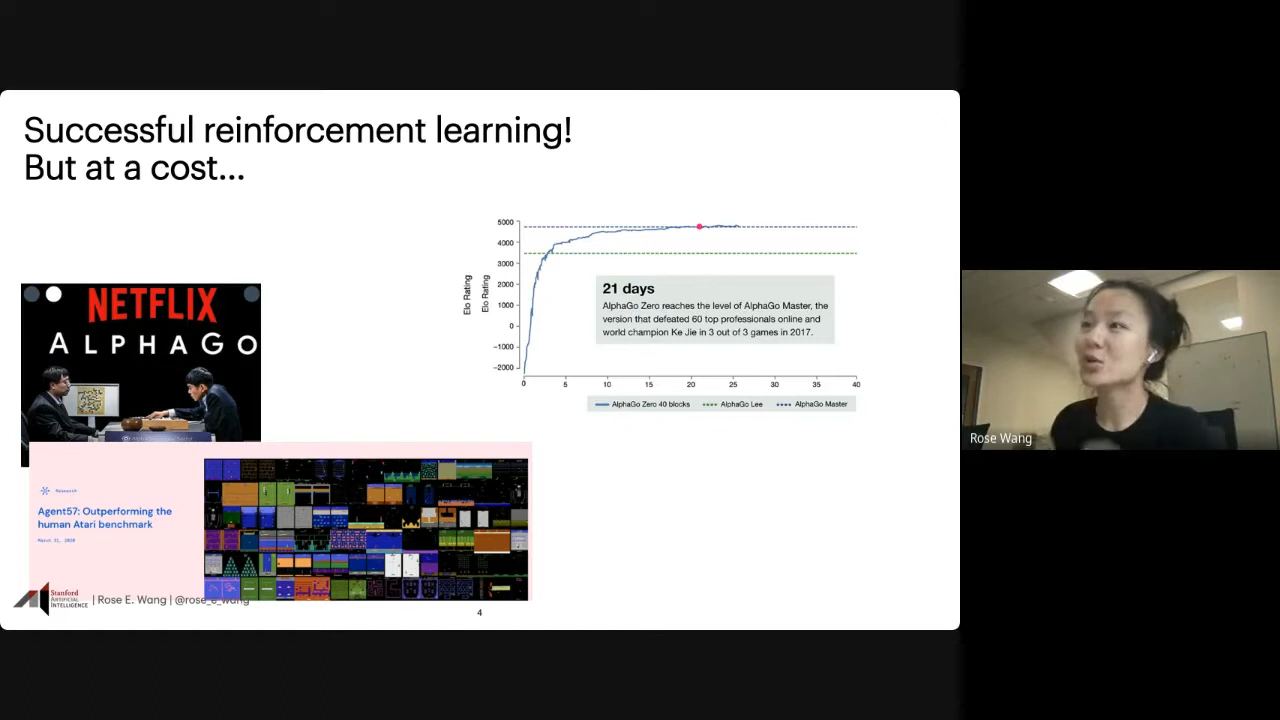 Successful reinforcement learning!
But at a cost...
NETFLIX
ALPHAGO
Elo Rating
Elo Rating
5000
4000
3000
2000
1000
0
−1000
−2000
0 5 10 15 20 25 30 35 40
21 days
AlphaGo Zero reaches the level of AlphaGo Master, the
version that defeated 60 top professionals online and
world champion Ke Jie in 3 out of 3 games in 2017.
AlphaGo Zero 40 blocks AlphaGo Lee AlphaGo Master
Research
Agent57: Outperforming the
human Atari benchmark
March 31, 2020
Stanford
ARTIFICIAL
INTELLIGENCE
| Rose E. Wang | @rose_e_wang
4
Rose Wang